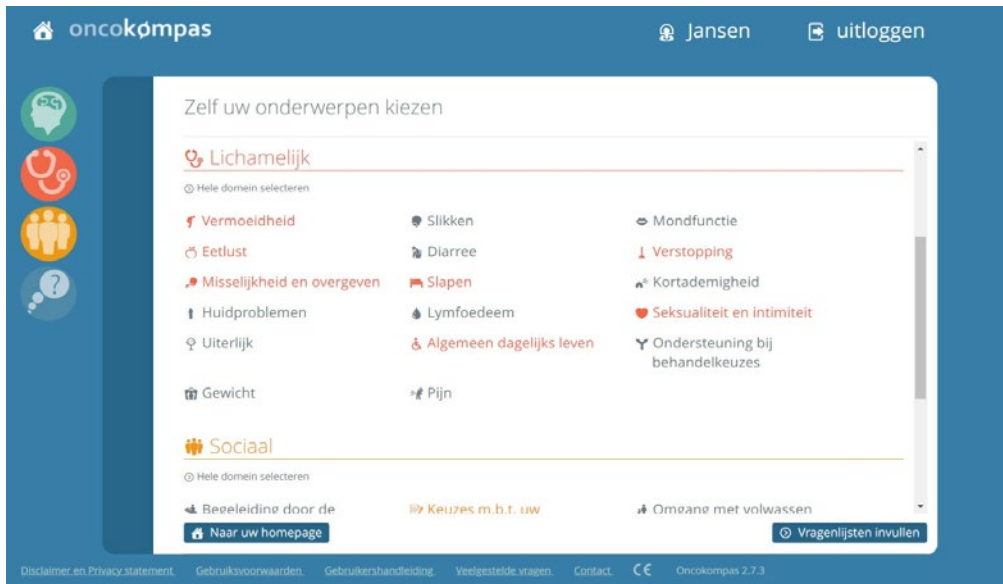 oncokømpas
Jansen
uitloggen
Zelf uw onderwerpen kiezen
Lichamelijk
Hele domein selecteren
Vermoeidheid
Slikken
Mondfunctie
Eetlust
Diarree
Verstopping
Misselijkheid en overgeven
Slapen
Kortademigheid
Huidproblemen
Lymfoedeem
Seksualiteit en intimiteit
Uiterlijk
Algemeen dagelijks leven
Ondersteuning bij
behandelkeuzes
Gewicht
Pijn
Sociaal
Hele domein selecteren
Begeleiding door de
Keuzes m.b.t. uw
Omgang met volwassen
Naar uw homepage
Vragenlijsten invullen
Disclaimer en Privacy statement
Gebruiksvoorwaarden
Gebruikershandleiding
Veelgestelde vragen
Contact
CE
Oncokompas 2.7.3